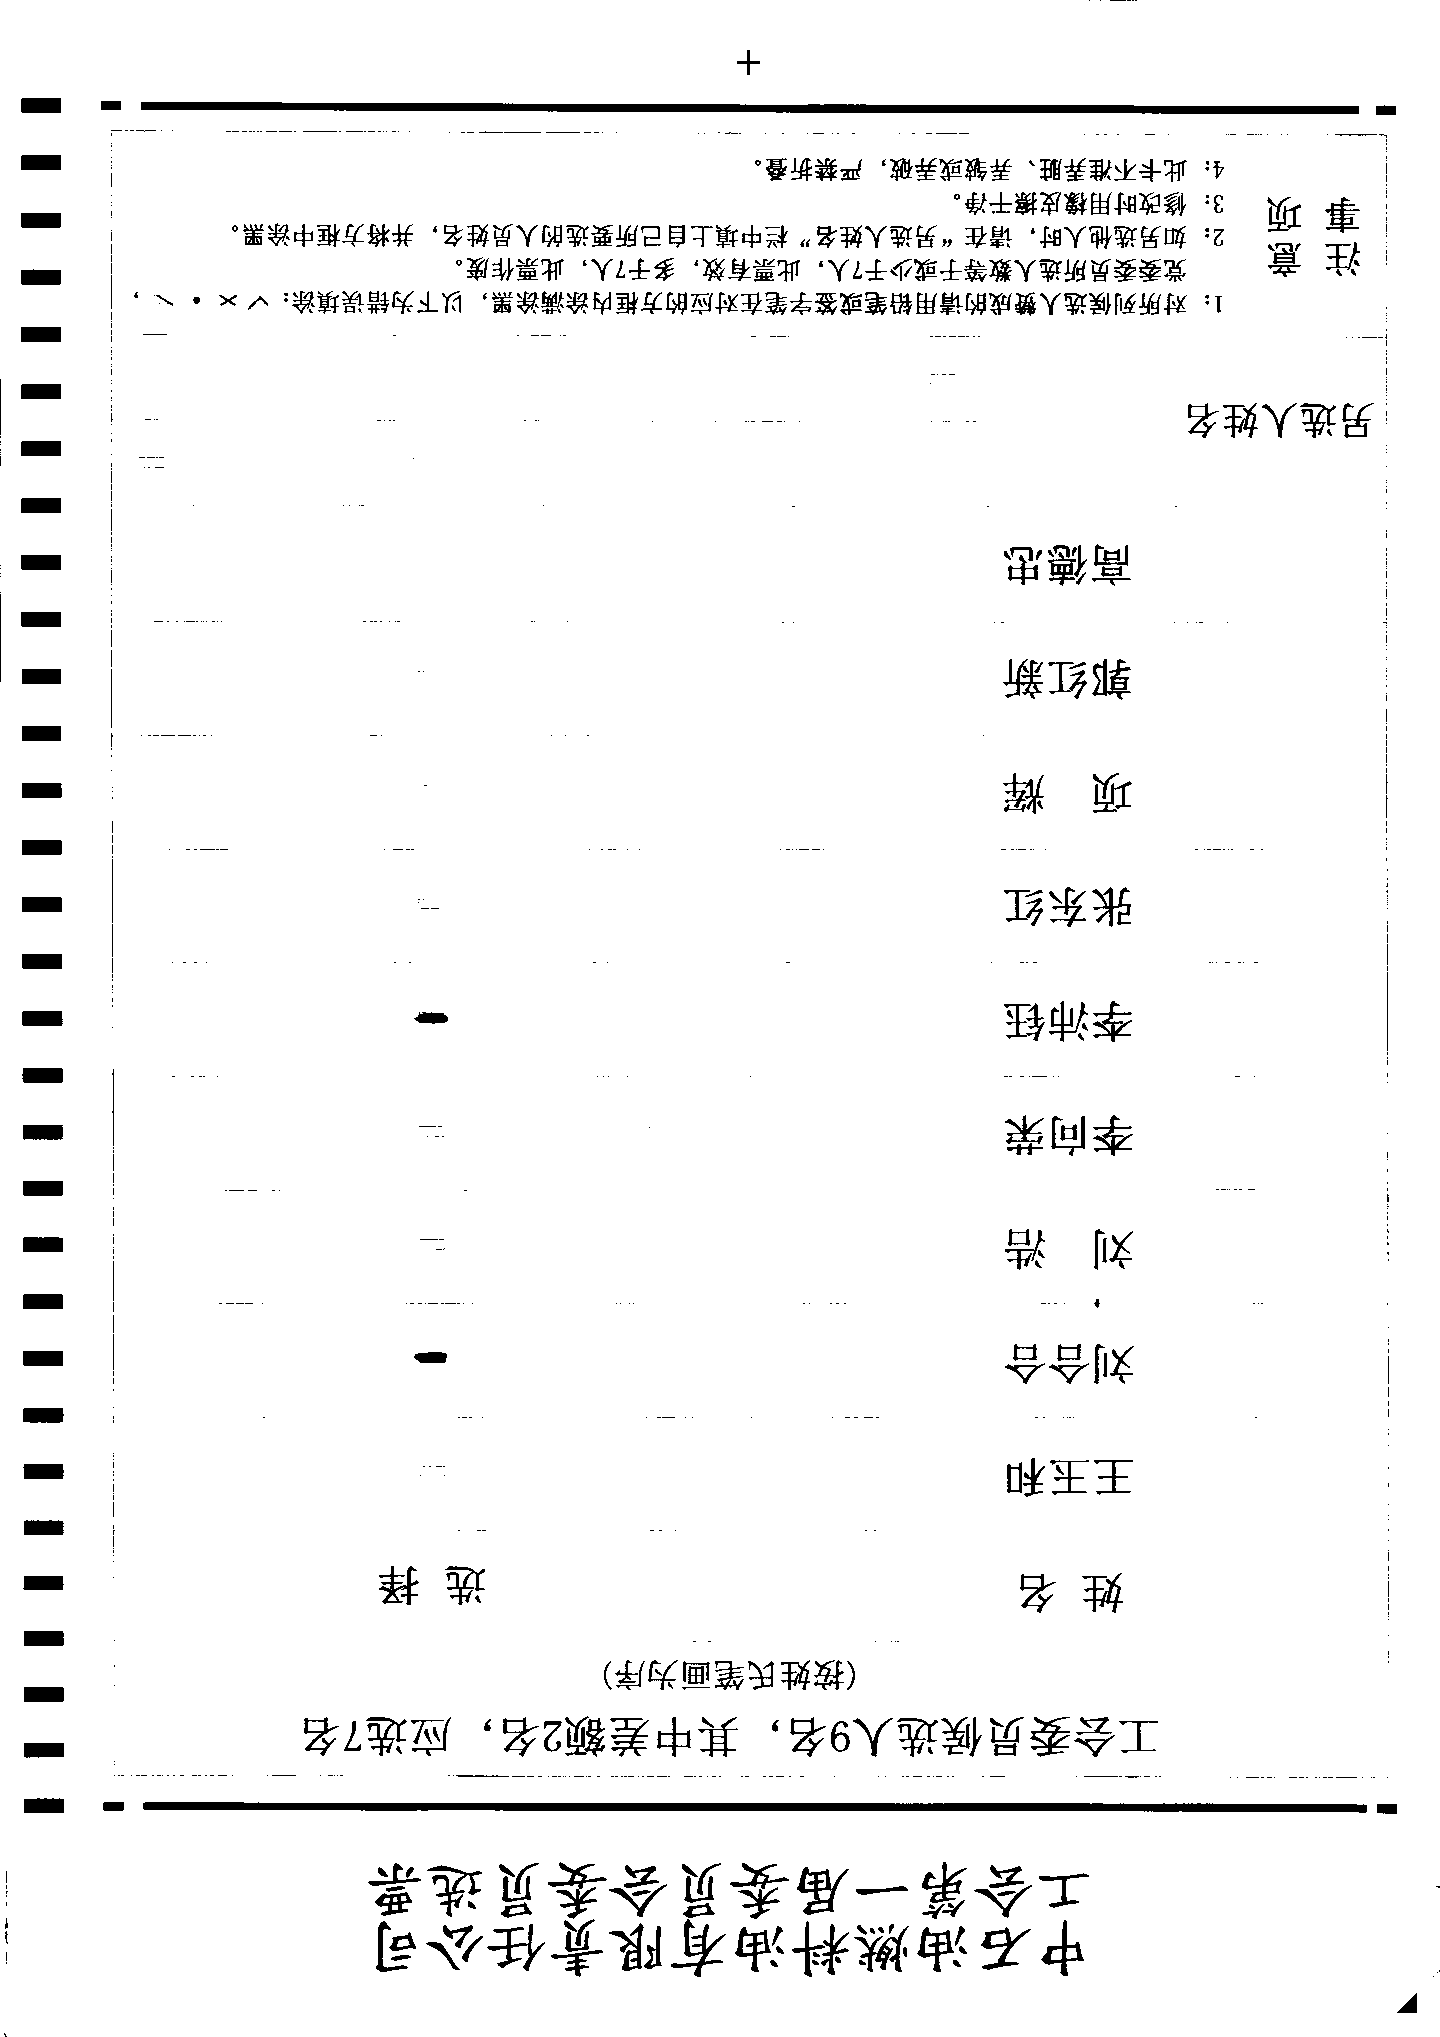 中石油燃料油有限责任公司
工会第一届委员会委员选票
工会委员候选人9名，其中差额2名，应选7名
(按姓氏笔画为序)
姓 名 选 择
王玉和
刘合合
刘 浩
李向荣
李沛钰
张东红
项 辉
郭红新
高德忠
另选人姓名
注 意
事 项
1: 对所列候选人赞成的请用铅笔或签字笔在对应的方框内涂满涂黑，以下为错误填涂: ✓ × • ╲ ,
党委委员所选人数等于或少于7人，此票有效，多于7人，此票作废。
2: 如另选他人时，请在“另选人姓名”栏中填上自己所要选的人员姓名，并将方框中涂黑。
3: 修改时用橡皮擦干净。
4: 此卡不准弄脏、弄皱或弄破，严禁折叠。